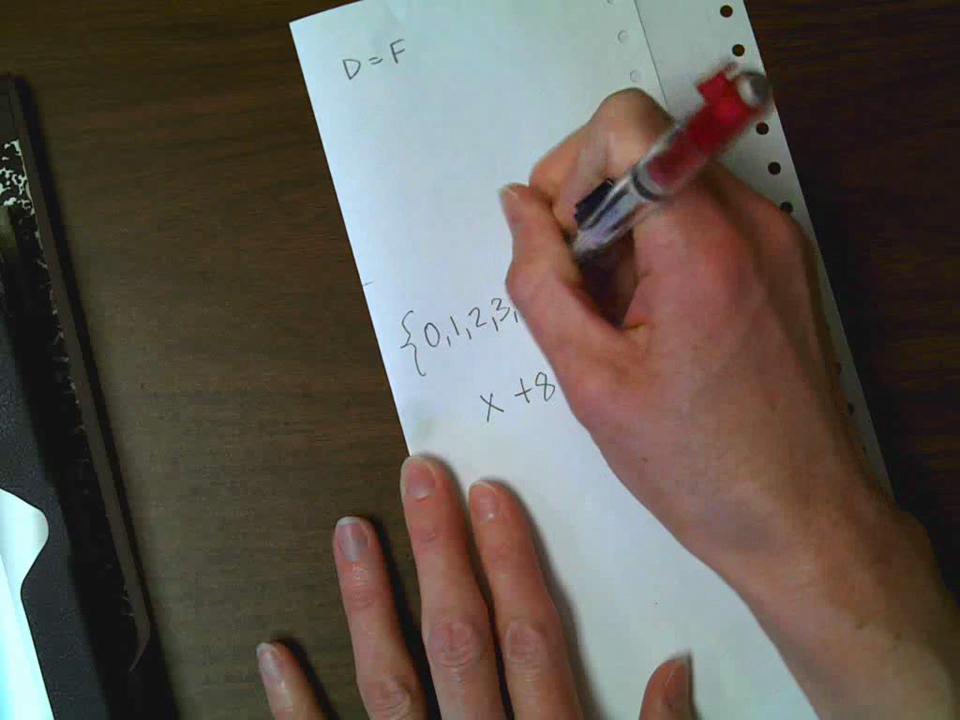 D = F
{0,1,2,3,
x +8